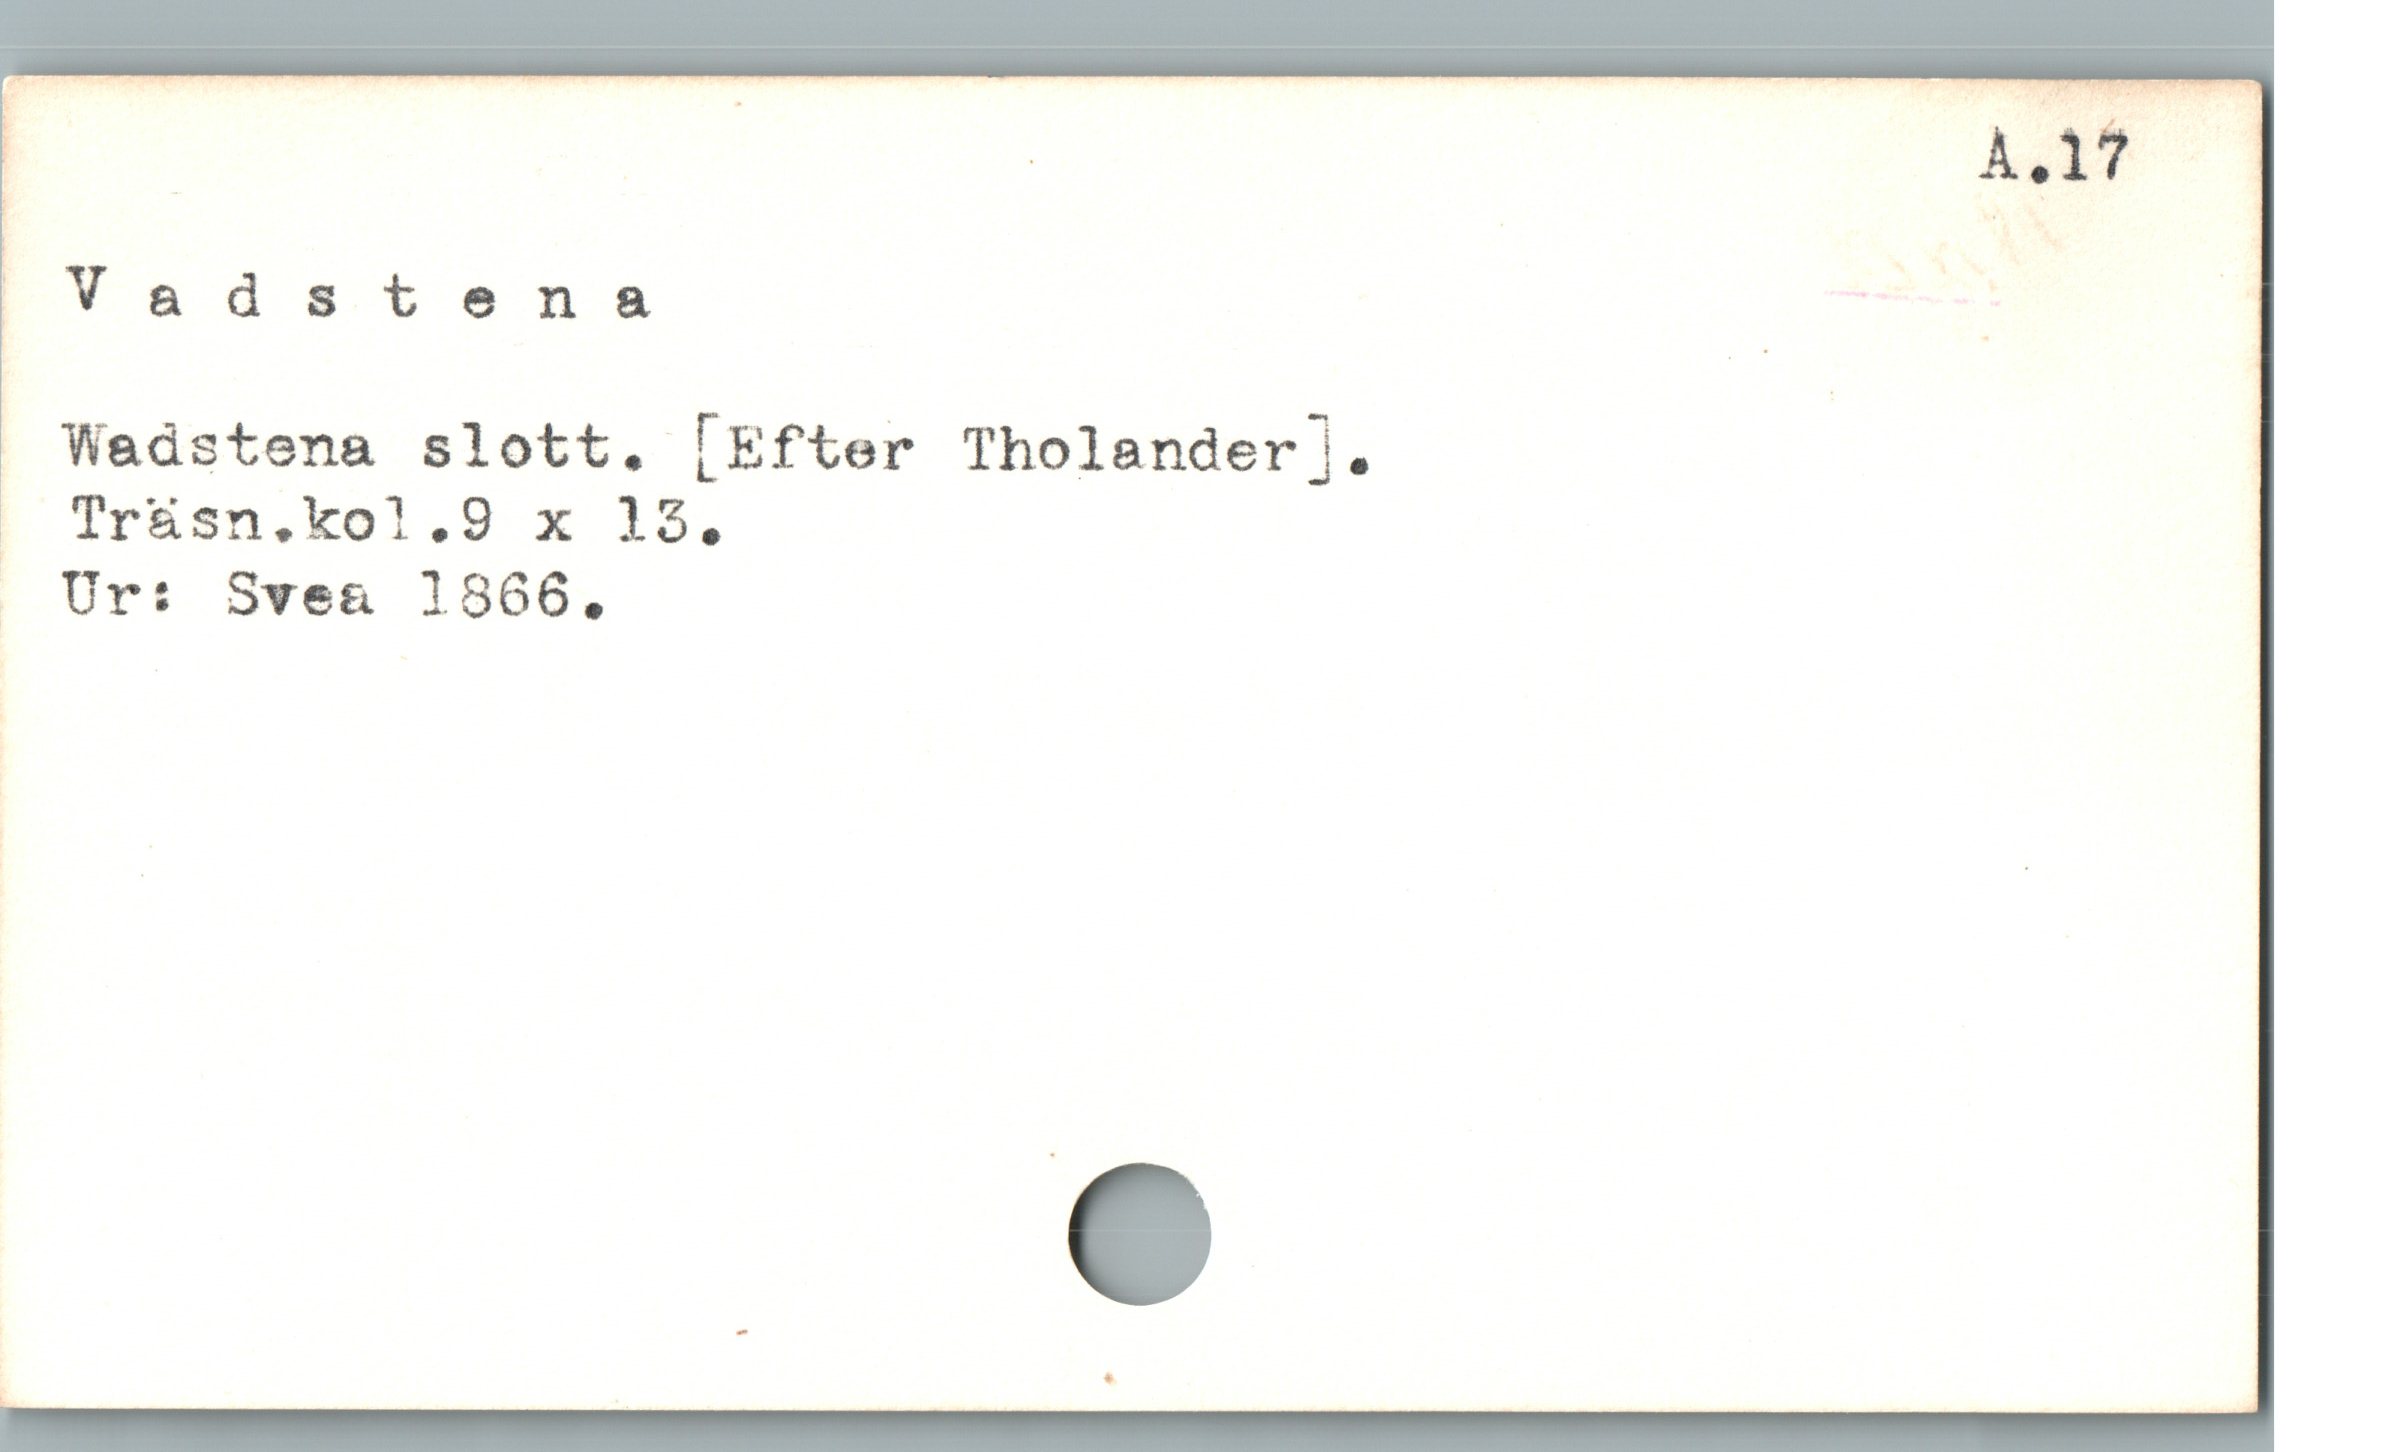 A.17
V a d s t e n a
Wadstena slott. [Efter Tholander].
Träsn.kol.9 x 13.
Ur: Svea 1866.